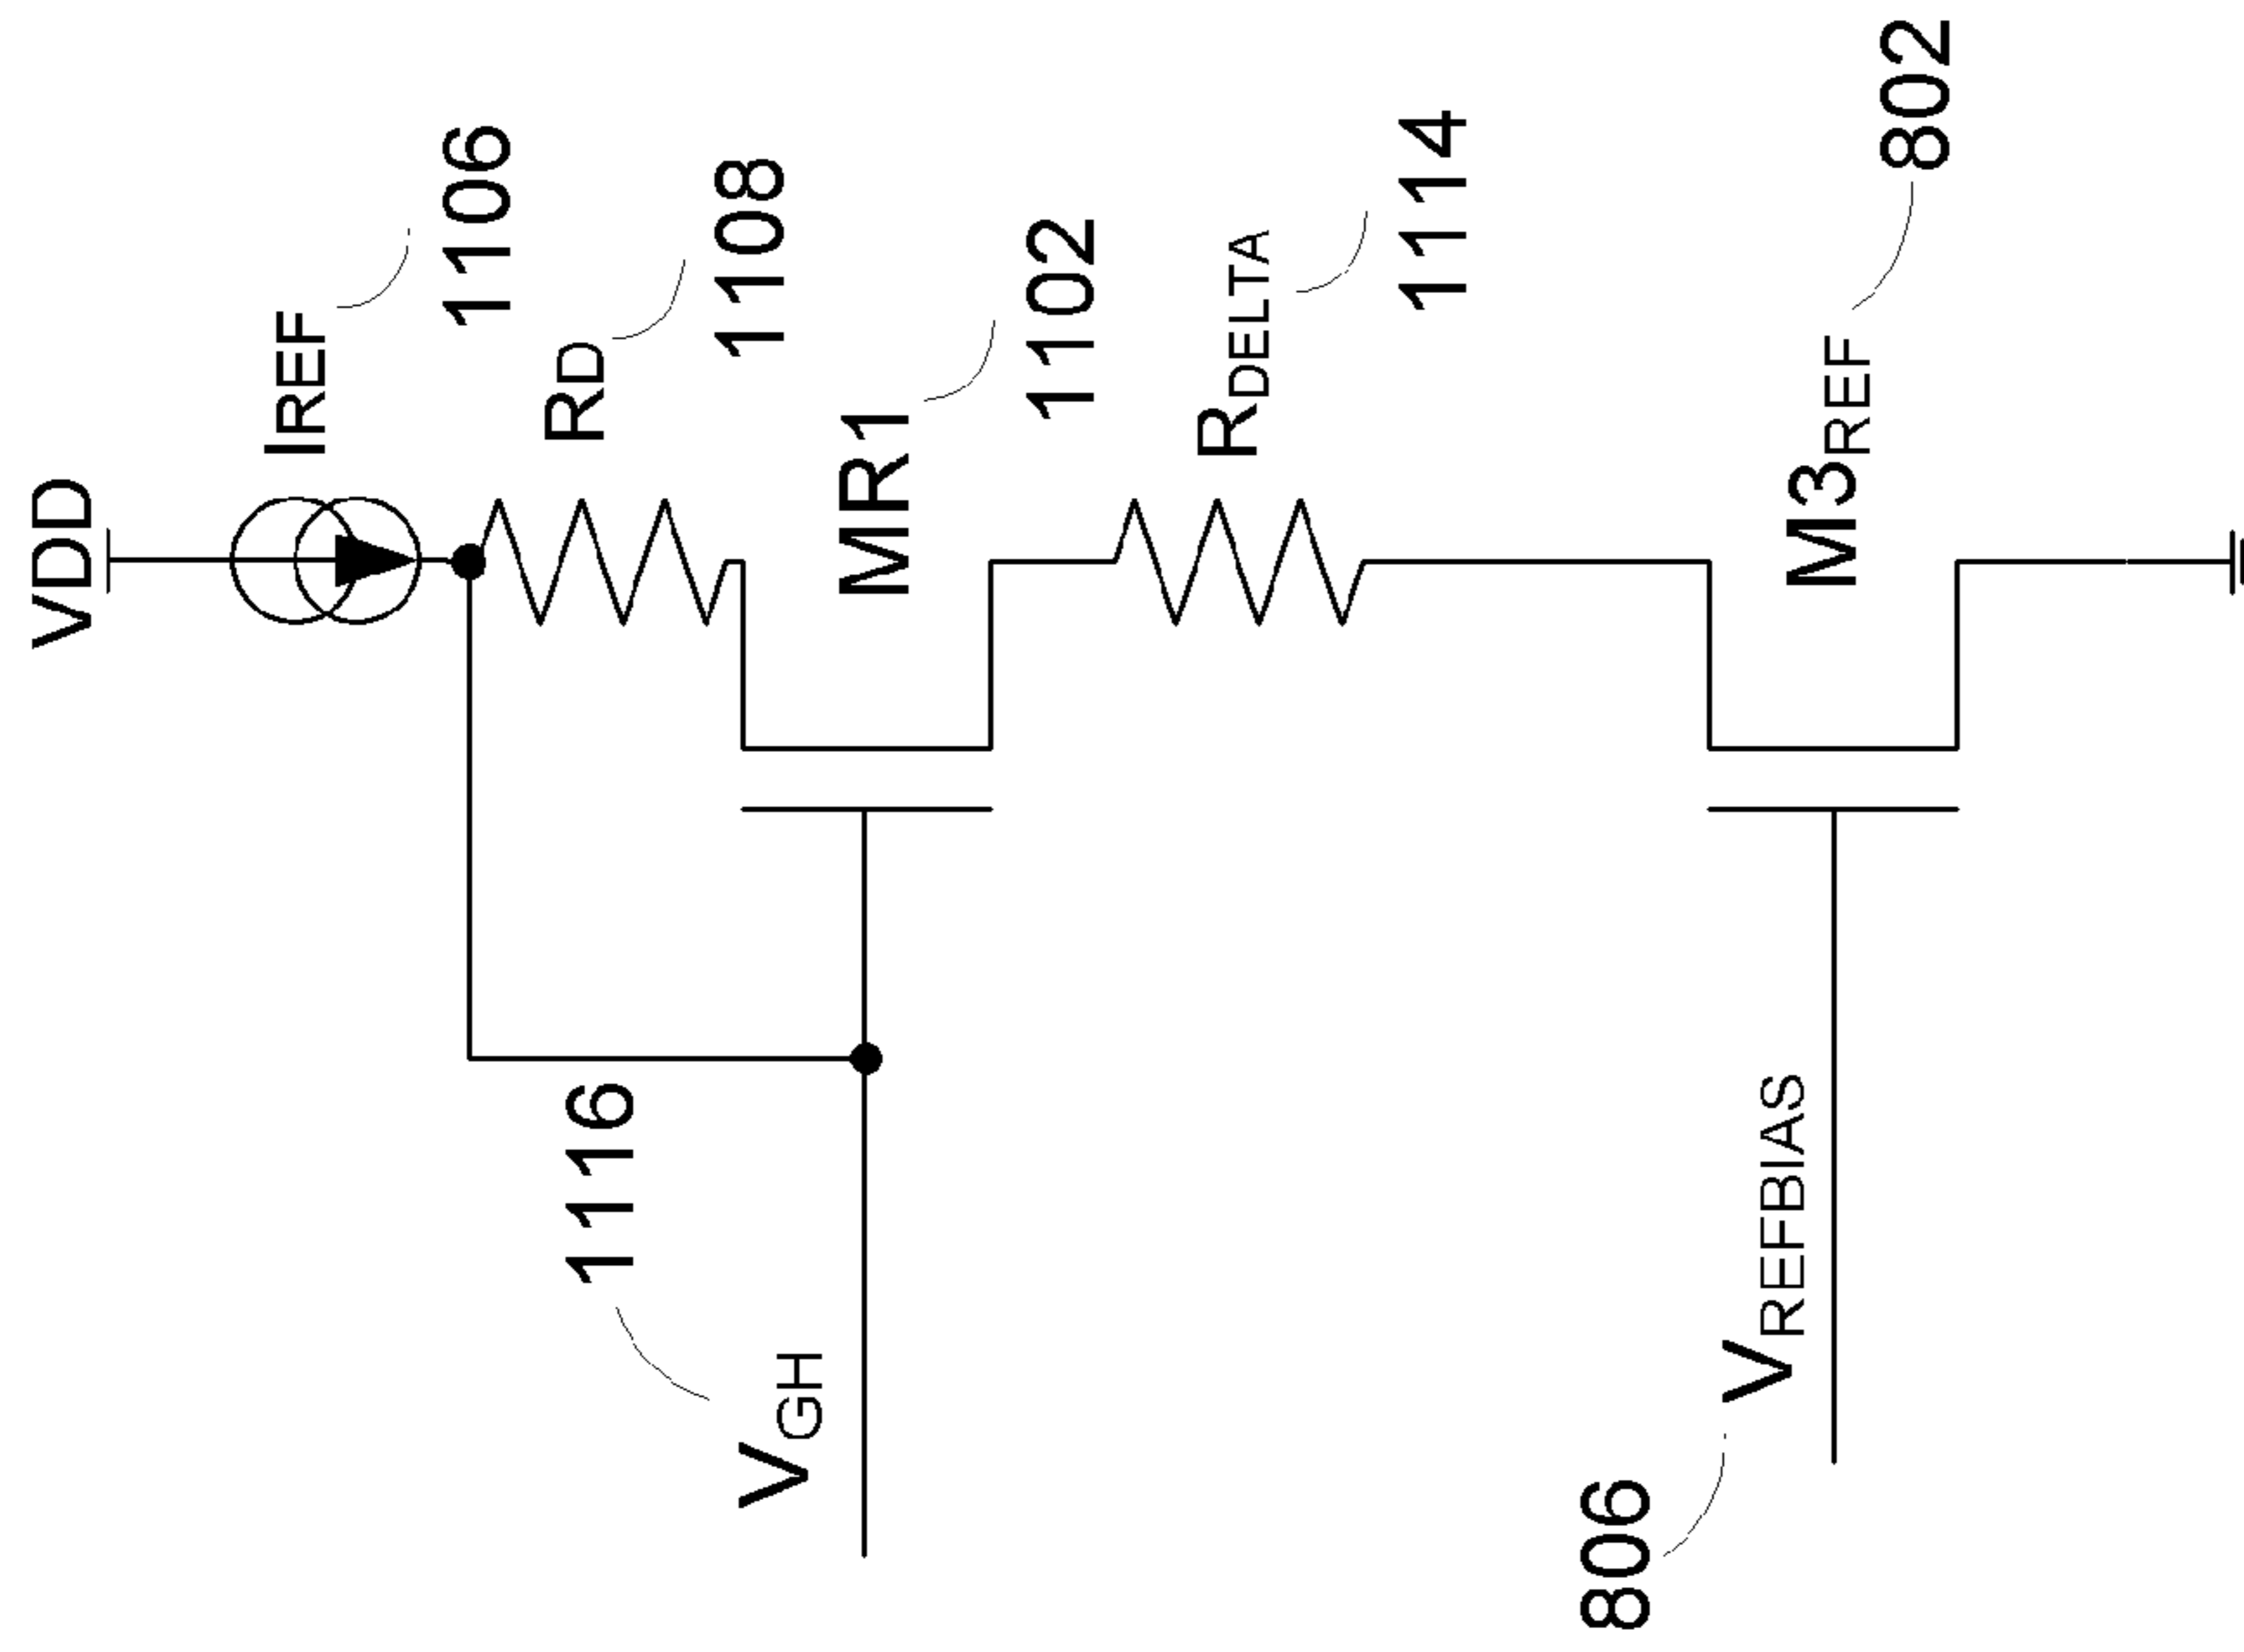 VDD
IREF
1106
RD
1108
MR1
1102
RDELTA
1114
M3REF
802
1116
VGH
VREFBIAS
806